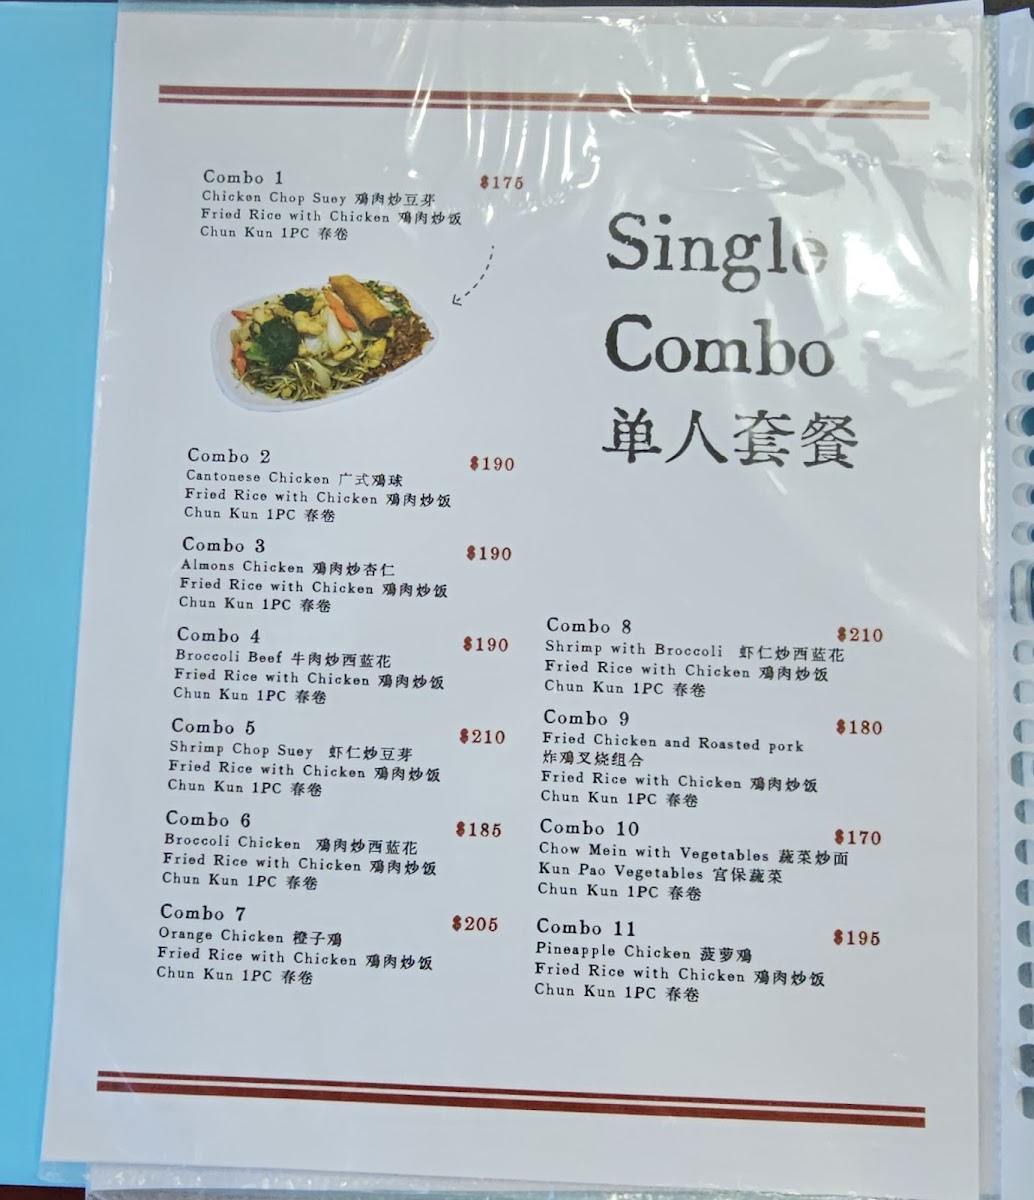 Single
Combo
单人套餐
Combo 1 $175
Chicken Chop Suey 鸡肉炒豆芽
Fried Rice with Chicken 鸡肉炒饭
Chun Kun 1PC 春卷
Combo 2 $190
Cantonese Chicken 广式鸡球
Fried Rice with Chicken 鸡肉炒饭
Chun Kun 1PC 春卷
Combo 3 $190
Almons Chicken 鸡肉炒杏仁
Fried Rice with Chicken 鸡肉炒饭
Chun Kun 1PC 春卷
Combo 4 $190
Broccoli Beef 牛肉炒西蓝花
Fried Rice with Chicken 鸡肉炒饭
Chun Kun 1PC 春卷
Combo 5 $210
Shrimp Chop Suey 虾仁炒豆芽
Fried Rice with Chicken 鸡肉炒饭
Chun Kun 1PC 春卷
Combo 6 $185
Broccoli Chicken 鸡肉炒西蓝花
Fried Rice with Chicken 鸡肉炒饭
Chun Kun 1PC 春卷
Combo 7 $205
Orange Chicken 橙子鸡
Fried Rice with Chicken 鸡肉炒饭
Chun Kun 1PC 春卷
Combo 8 $210
Shrimp with Broccoli 虾仁炒西蓝花
Fried Rice with Chicken 鸡肉炒饭
Chun Kun 1PC 春卷
Combo 9 $180
Fried Chicken and Roasted pork
炸鸡叉烧组合
Fried Rice with Chicken 鸡肉炒饭
Chun Kun 1PC 春卷
Combo 10 $170
Chow Mein with Vegetables 蔬菜炒面
Kun Pao Vegetables 宫保蔬菜
Chun Kun 1PC 春卷
Combo 11 $195
Pineapple Chicken 菠萝鸡
Fried Rice with Chicken 鸡肉炒饭
Chun Kun 1PC 春卷